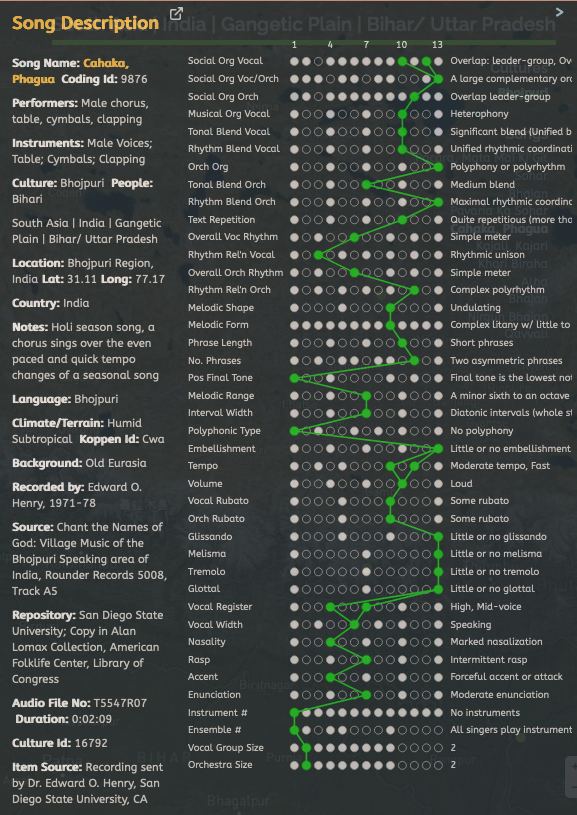 Song Description
India | Gangetic Plain | Bihar/ Uttar Pradesh
>
Song Name: Cahaka,
Phagua Coding Id: 9876
Performers: Male chorus,
table, cymbals, clapping
Instruments: Male Voices;
Table; Cymbals; Clapping
Culture: Bhojpuri People:
Bihari
South Asia | India | Gangetic
Plain | Bihar/ Uttar Pradesh
Location: Bhojpuri Region,
India Lat: 31.11 Long: 77.17
Country: India
Notes: Holi season song, a
chorus sings over the even
paced and quick tempo
changes of a seasonal song
Language: Bhojpuri
Climate/Terrain: Humid
Subtropical Koppen Id: Cwa
Background: Old Eurasia
Recorded by: Edward O.
Henry, 1971-78
Source: Chant the Names of
God: Village Music of the
Bhojpuri Speaking area of
India, Rounder Records 5008,
Track A5
Repository: San Diego State
University; Copy in Alan
Lomax Collection, American
Folklife Center, Library of
Congress
Audio File No: T5547R07
Duration: 0:02:09
Culture Id: 16792
Item Source: Recording sent
by Dr. Edward O. Henry, San
Diego State University, CA
1 4 7 10 13
Social Org Vocal Overlap: leader-group, Ov
Social Org Voc/Orch A large complementary orc
Social Org Orch Overlap leader-group
Musical Org Vocal Heterophony
Tonal Blend Vocal Significant blend (Unified b
Rhythm Blend Vocal Unified rhythmic coordinati
Orch Org Polyphony or polyrhythm
Tonal Blend Orch Medium blend
Rhythm Blend Orch Maximal rhythmic coordinc
Text Repetition Quite repetitious (more tha
Overall Voc Rhythm Simple meter
Rhythm Rel'n Vocal Rhythmic unison
Overall Orch Rhythm Simple meter
Rhythm Rel'n Orch Complex polyrhythm
Melodic Shape Undulating
Melodic Form Complex litany w/ little to
Phrase Length Short phrases
No. Phrases Two asymmetric phrases
Pos Final Tone Final tone is the lowest not
Melodic Range A minor sixth to an octave
Interval Width Diatonic intervals (whole st
Polyphonic Type No polyphony
Embellishment Little or no embellishment
Tempo Moderate tempo, Fast
Volume Loud
Vocal Rubato Some rubato
Orch Rubato Some rubato
Glissando Little or no glissando
Melisma Little or no melisma
Tremolo Little or no tremolo
Glottal Little or no glottal
Vocal Register High, Mid-voice
Vocal Width Speaking
Nasality Marked nasalization
Rasp Intermittent rasp
Accent Forceful accent or attack
Enunciation Moderate enunciation
Instrument # No instruments
Ensemble # All singers play instrument
Vocal Group Size 2
Orchestra Size 2
Bhagalpur